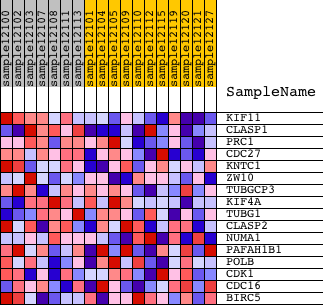 sample12100
sample12102
sample12103
sample12107
sample12108
sample12111
sample12113
sample12101
sample12104
sample12105
sample12109
sample12110
sample12112
sample12115
sample12119
sample12120
sample12121
sample12127
SampleName
KIF11
CLASP1
PRC1
CDC27
KNTC1
ZW10
TUBGCP3
KIF4A
TUBG1
CLASP2
NUMA1
PAFAH1B1
POLB
CDK1
CDC16
BIRC5